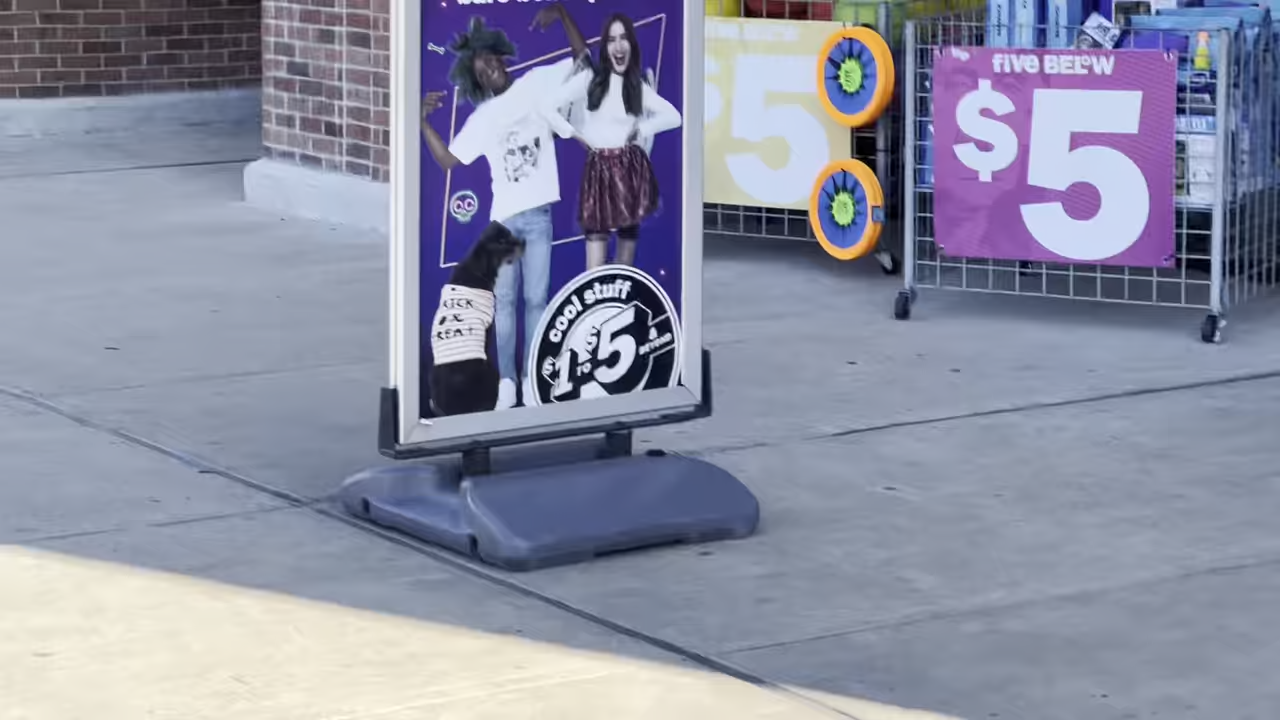 five BEL°W
$5
$5
cool stuff
$1 TO $5
& BEYOND
TRICK
OR
TREAT